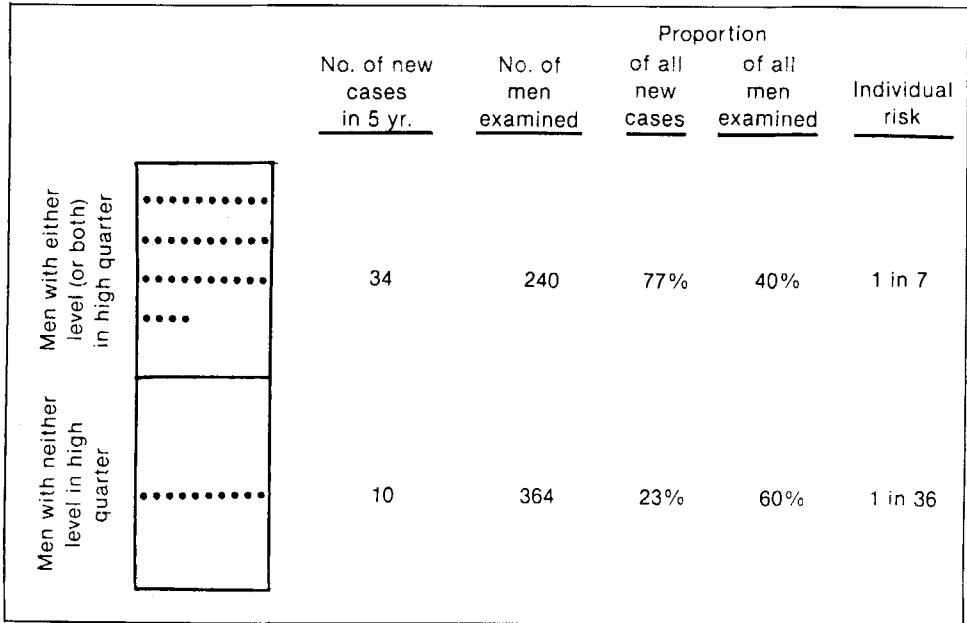 Proportion
No. of new No. of of all of all
cases men new men Individual
in 5 yr. examined cases examined risk
Men with either
level (or both)
in high quarter
34 240 77% 40% 1 in 7
Men with neither
level in high
quarter
10 364 23% 60% 1 in 36